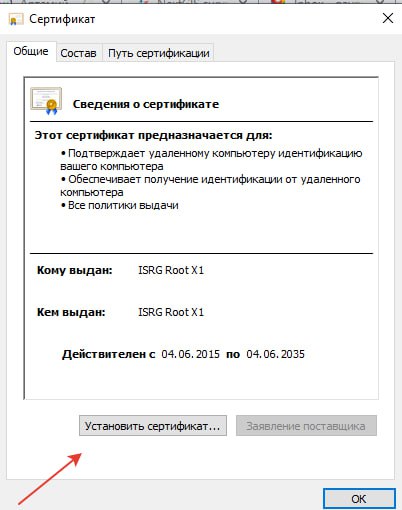 Сертификат
Общие Состав Путь сертификации
Сведения о сертификате
Этот сертификат предназначается для:
• Подтверждает удаленному компьютеру идентификацию
вашего компьютера
• Обеспечивает получение идентификации от удаленного
компьютера
• Все политики выдачи
Кому выдан: ISRG Root X1
Кем выдан: ISRG Root X1
Действителен с 04.06.2015 по 04.06.2035
Установить сертификат... Заявление поставщика
ОК